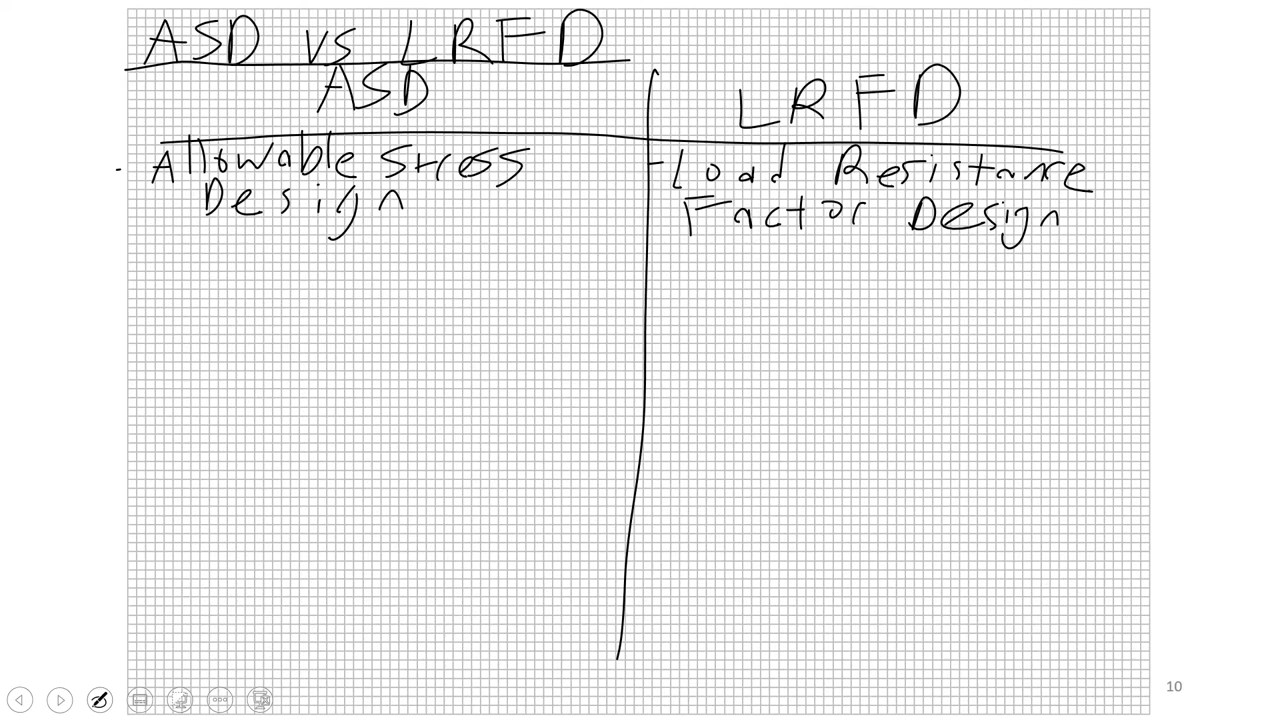 ASD vs LRFD
ASD
LRFD
Allowable Stress
Design
- Load Resistance
Factor Design
10